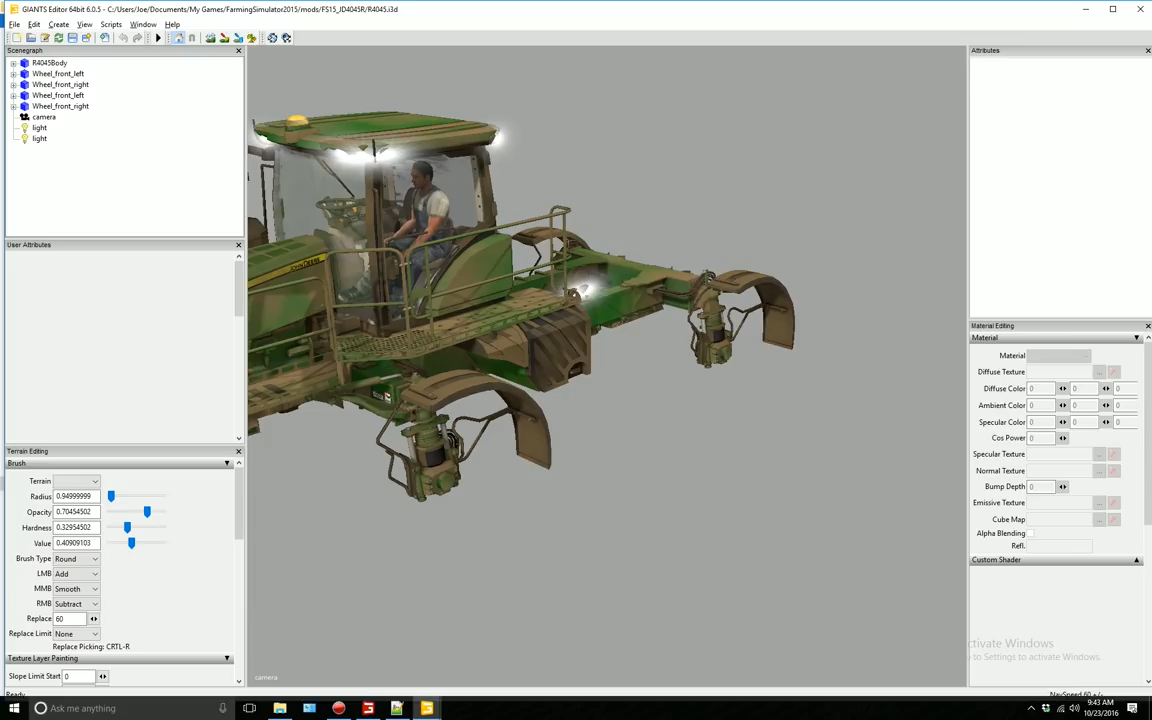 GIANTS Editor 64bit 6.0.5 - C:/Users/Joe/Documents/My Games/FarmingSimulator2015/mods/FS15_JD4045R/R4045.i3d
File Edit Create View Scripts Window Help
Scenegraph
R4045Body
Wheel_front_left
Wheel_front_right
Wheel_front_left
Wheel_front_right
camera
light
light
User Attributes
Terrain Editing
Brush
Terrain
Radius 0.94999999
Opacity 0.70454502
Hardness 0.32954502
Value 0.40909103
Brush Type Round
LMB Add
MMB Smooth
RMB Subtract
Replace 60
Replace Limit None
Replace Picking: CRTL-R
Texture Layer Painting
Slope Limit Start 0
Ready
JOHN DEERE
camera
Attributes
Material Editing
Material
Material
Diffuse Texture ...
Diffuse Color 0 0 0
Ambient Color 0 0 0
Specular Color 0 0 0
Cos Power 0
Specular Texture ...
Normal Texture ...
Bump Depth 0
Emissive Texture ...
Cube Map ...
Alpha Blending
Refl.
Custom Shader
ctivate Windows
to Settings to activate Windows.
NavSpeed 60 +/-
Ask me anything
9:43 AM
10/23/2016